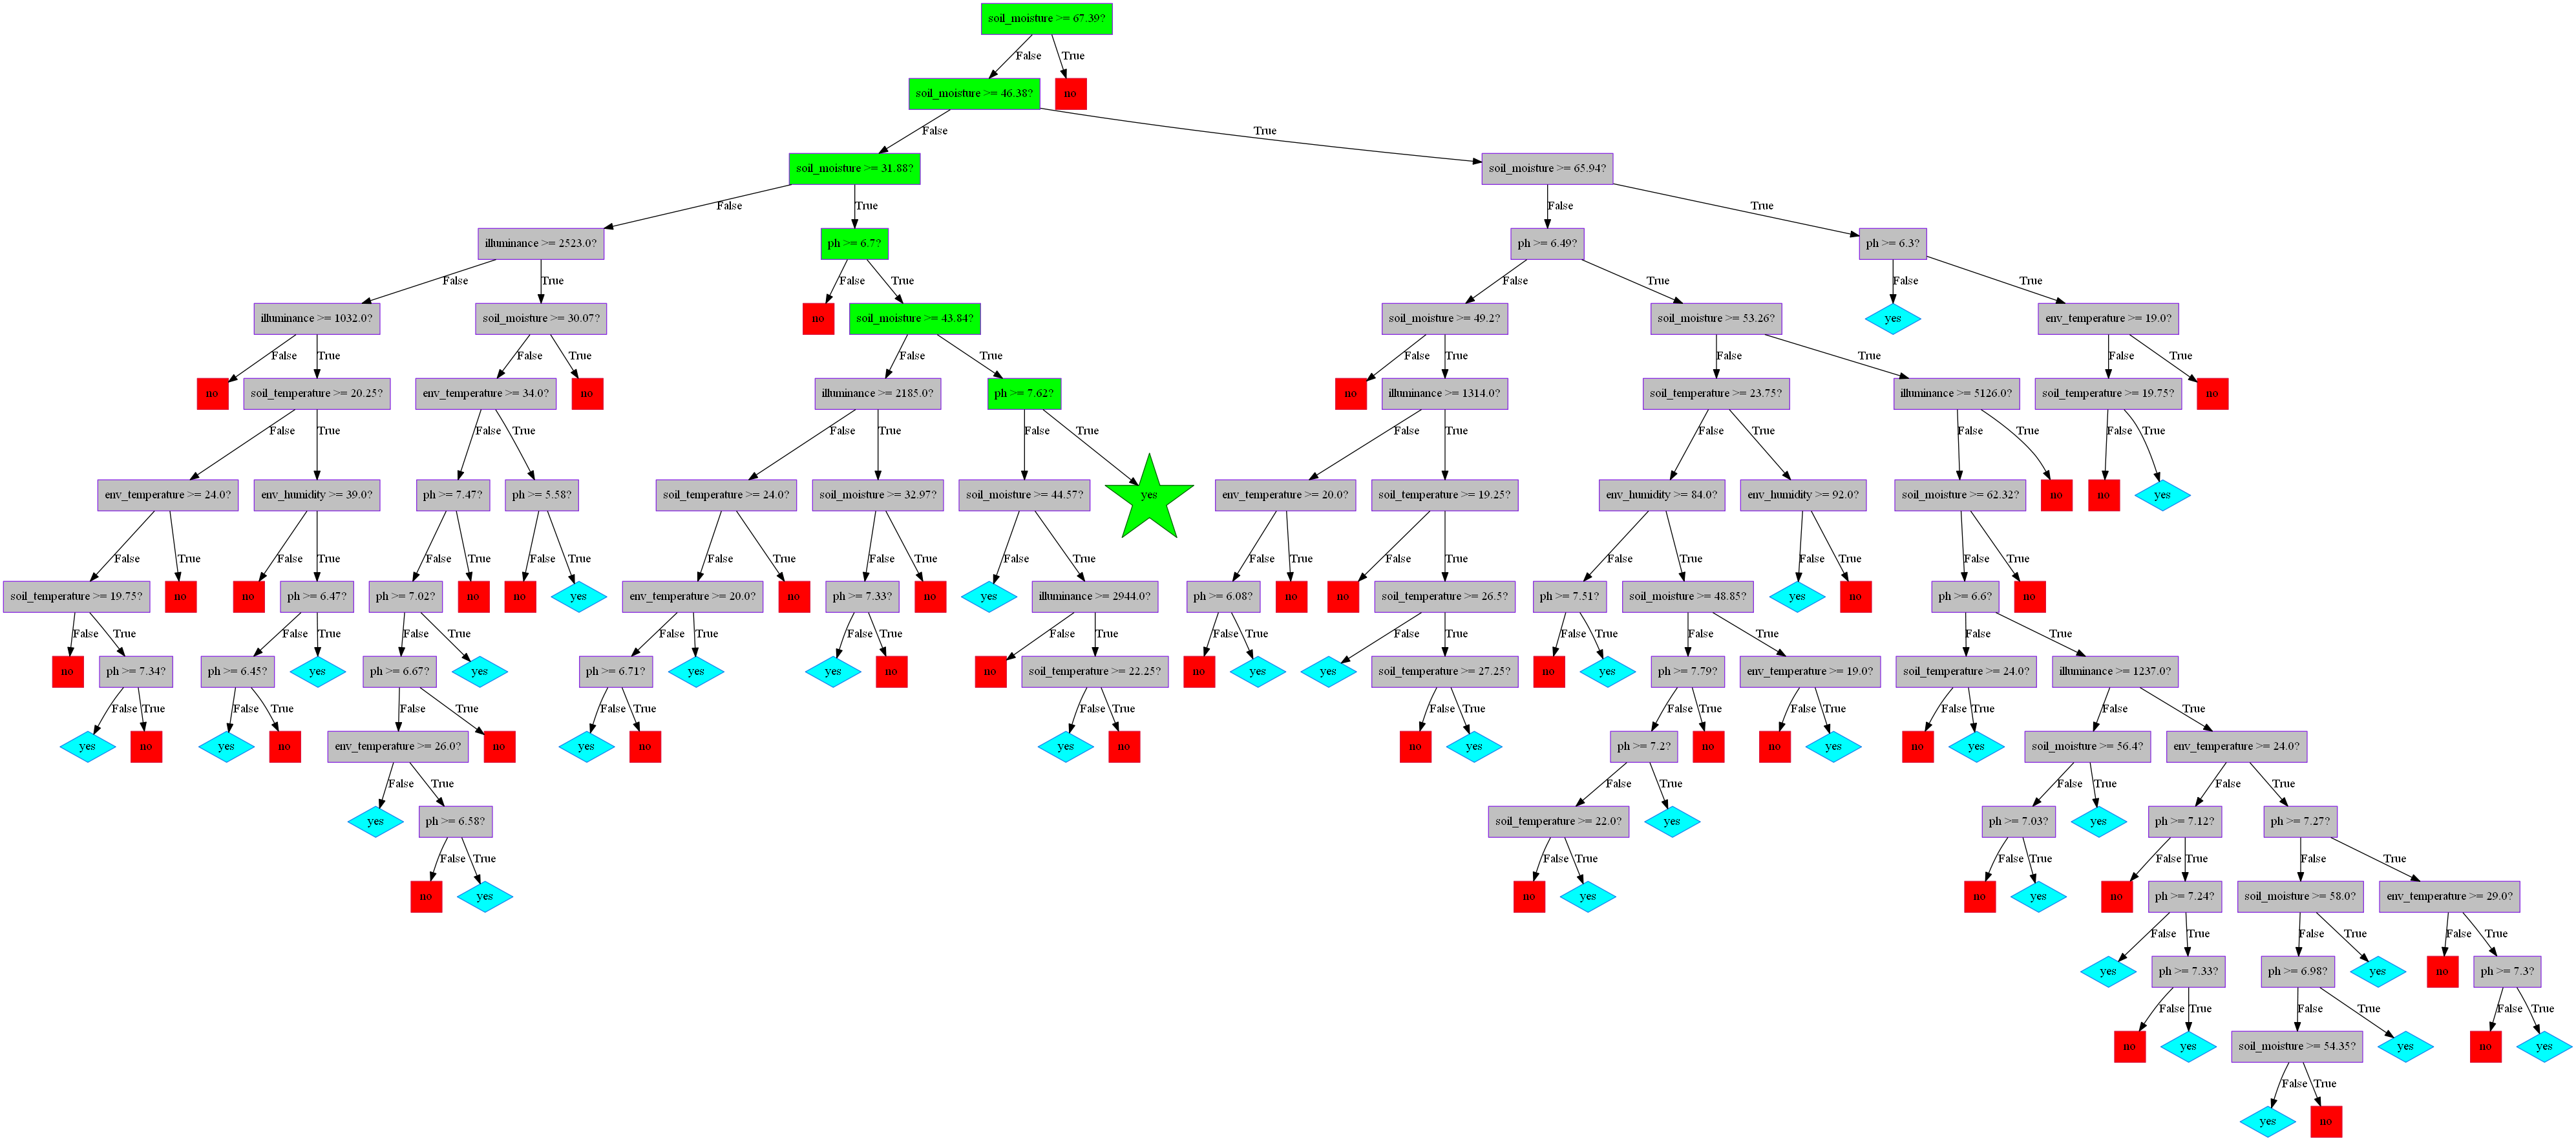 soil_moisture >= 67.39?
False
True
soil_moisture >= 46.38?
no
False
True
soil_moisture >= 31.88?
soil_moisture >= 65.94?
False
True
False
True
illuminance >= 2523.0?
ph >= 6.7?
ph >= 6.49?
ph >= 6.3?
False
True
False
True
False
True
False
True
illuminance >= 1032.0?
soil_moisture >= 30.07?
no
soil_moisture >= 43.84?
soil_moisture >= 49.2?
soil_moisture >= 53.26?
yes
env_temperature >= 19.0?
False
True
False
True
False
True
False
True
False
True
False
True
no
soil_temperature >= 20.25?
env_temperature >= 34.0?
no
illuminance >= 2185.0?
ph >= 7.62?
no
illuminance >= 1314.0?
soil_temperature >= 23.75?
illuminance >= 5126.0?
soil_temperature >= 19.75?
no
False
True
False
True
False
True
False
True
False
True
False
True
False
True
False
True
env_temperature >= 24.0?
env_humidity >= 39.0?
ph >= 7.47?
ph >= 5.58?
soil_temperature >= 24.0?
soil_moisture >= 32.97?
soil_moisture >= 44.57?
yes
env_temperature >= 20.0?
soil_temperature >= 19.25?
env_humidity >= 84.0?
env_humidity >= 92.0?
soil_moisture >= 62.32?
no
no
yes
False
True
False
True
False
True
False
True
False
True
False
True
False
True
False
True
False
True
False
True
False
True
False
True
soil_temperature >= 19.75?
no
no
ph >= 6.47?
ph >= 7.02?
no
no
yes
env_temperature >= 20.0?
no
ph >= 7.33?
no
yes
illuminance >= 2944.0?
ph >= 6.08?
no
no
soil_temperature >= 26.5?
ph >= 7.51?
soil_moisture >= 48.85?
yes
no
ph >= 6.6?
no
False
True
False
True
False
True
False
True
False
True
False
True
False
True
False
True
False
True
False
True
False
True
no
ph >= 7.34?
ph >= 6.45?
yes
ph >= 6.67?
yes
ph >= 6.71?
yes
yes
no
no
soil_temperature >= 22.25?
no
yes
yes
soil_temperature >= 27.25?
no
yes
ph >= 7.79?
env_temperature >= 19.0?
soil_temperature >= 24.0?
illuminance >= 1237.0?
False
True
False
True
False
True
False
True
False
True
False
True
False
True
False
True
False
True
False
True
yes
no
yes
no
env_temperature >= 26.0?
no
yes
no
yes
no
no
yes
ph >= 7.2?
no
no
yes
no
yes
soil_moisture >= 56.4?
env_temperature >= 24.0?
False
True
False
True
False
True
False
True
yes
ph >= 6.58?
soil_temperature >= 22.0?
yes
ph >= 7.03?
yes
ph >= 7.12?
ph >= 7.27?
False
True
False
True
False
True
False
True
False
True
no
yes
no
yes
no
yes
no
ph >= 7.24?
soil_moisture >= 58.0?
env_temperature >= 29.0?
False
True
False
True
False
True
yes
ph >= 7.33?
ph >= 6.98?
yes
no
ph >= 7.3?
False
True
False
True
False
True
no
yes
soil_moisture >= 54.35?
yes
no
yes
False
True
yes
no